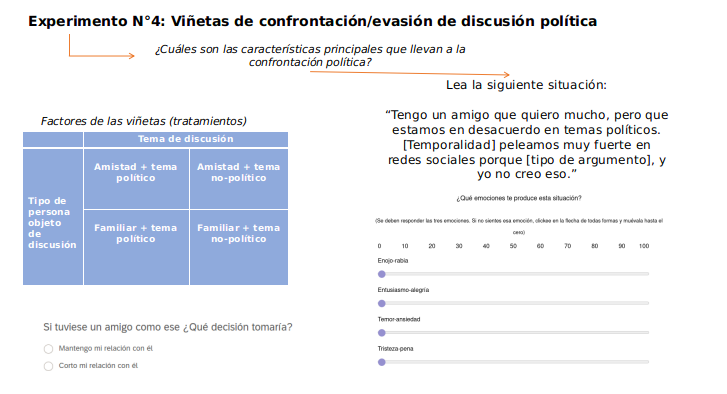 Experimento N°4: Viñetas de confrontación/evasión de discusión política
¿Cuáles son las características principales que llevan a la
confrontación política?
Lea la siguiente situación:
“Tengo un amigo que quiero mucho, pero que
estamos en desacuerdo en temas políticos.
[Temporalidad] peleamos muy fuerte en
redes sociales porque [tipo de argumento], y
yo no creo eso.”
Factores de las viñetas (tratamientos)
Tema de discusión
Tipo de
persona
objeto
de
discusión
Amistad + tema
político
Amistad + tema
no-político
Familiar + tema
político
Familiar + tema
no-político
¿Qué emociones te produce esta situación?
(Se deben responder las tres emociones. Si no sientes esa emoción, clickee en la flecha de todas formas y muévala hasta el
cero)
0 10 20 30 40 50 60 70 80 90 100
Enojo-rabia
Entusiasmo-alegría
Temor-ansiedad
Tristeza-pena
Si tuviese un amigo como ese ¿Qué decisión tomaría?
Mantengo mi relación con él
Corto mi relación con él